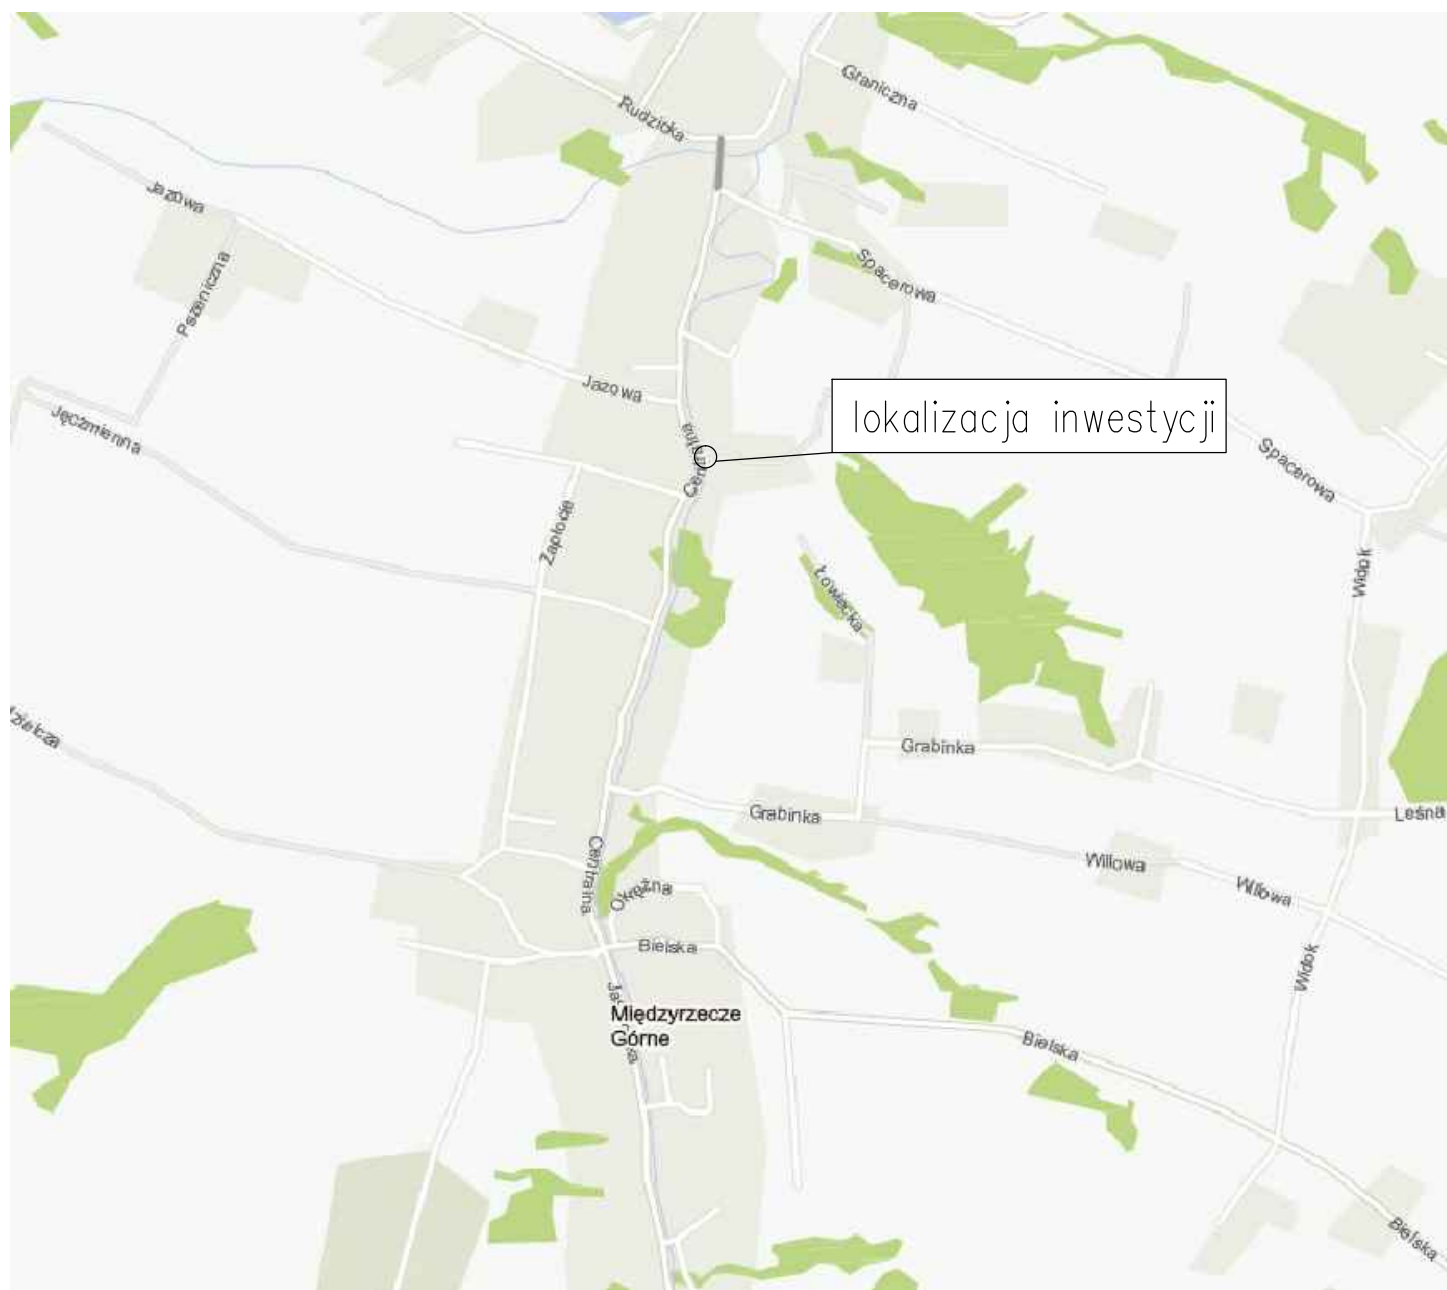 Graniczna
Rudzicka
Jazowa
Pszeniczna
Spacerowa
Jazowa
lokalizacja inwestycji
Jęczmienna
Spacerowa
Zapłocie
Widok
Łowiecka
Grabinka
Grabinka
Leśna
Willowa
Willowa
Centralna
Okrężna
Bielska
Widok
Międzyrzecze
Górne
Bielska
Bielska